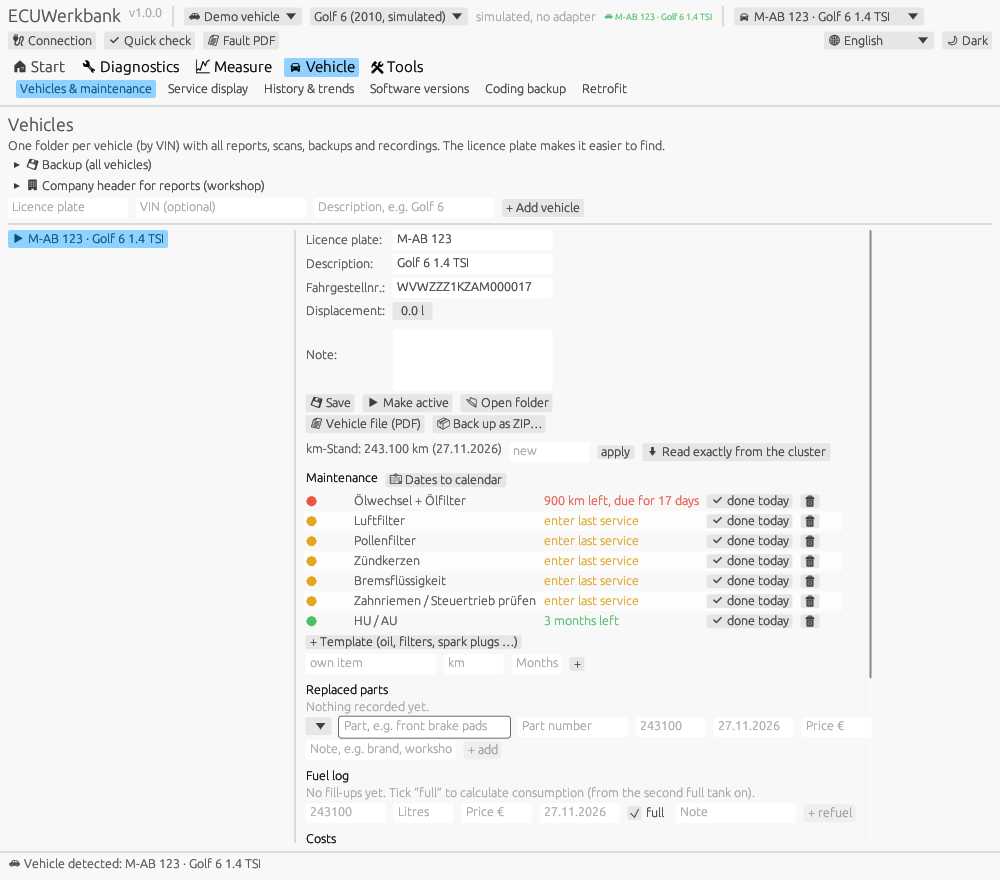 ECUWerkbank v1.0.0 Demo vehicle Golf 6 (2010, simulated) simulated, no adapter M-AB 123 · Golf 6 1.4 TSI M-AB 123 · Golf 6 1.4 TSI
Connection Quick check Fault PDF English Dark
Start Diagnostics Measure Vehicle Tools
Vehicles & maintenance Service display History & trends Software versions Coding backup Retrofit
Vehicles
One folder per vehicle (by VIN) with all reports, scans, backups and recordings. The licence plate makes it easier to find.
Backup (all vehicles)
Company header for reports (workshop)
Licence plate VIN (optional) Description, e.g. Golf 6 + Add vehicle
M-AB 123 · Golf 6 1.4 TSI
Licence plate: M-AB 123
Description: Golf 6 1.4 TSI
Fahrgestellnr.: WVWZZZ1KZAM000017
Displacement: 0.0 l
Note:
Save Make active Open folder
Vehicle file (PDF) Back up as ZIP...
km-Stand: 243.100 km (27.11.2026) new apply Read exactly from the cluster
Maintenance Dates to calendar
Ölwechsel + Ölfilter 900 km left, due for 17 days done today
Luftfilter enter last service done today
Pollenfilter enter last service done today
Zündkerzen enter last service done today
Bremsflüssigkeit enter last service done today
Zahnriemen / Steuertrieb prüfen enter last service done today
HU / AU 3 months left done today
+ Template (oil, filters, spark plugs ...)
own item km Months +
Replaced parts
Nothing recorded yet.
Part, e.g. front brake pads Part number 243100 27.11.2026 Price €
Note, e.g. brand, worksho + add
Fuel log
No fill-ups yet. Tick “full” to calculate consumption (from the second full tank on).
243100 Litres Price € 27.11.2026 full Note + refuel
Costs
Vehicle detected: M-AB 123 · Golf 6 1.4 TSI